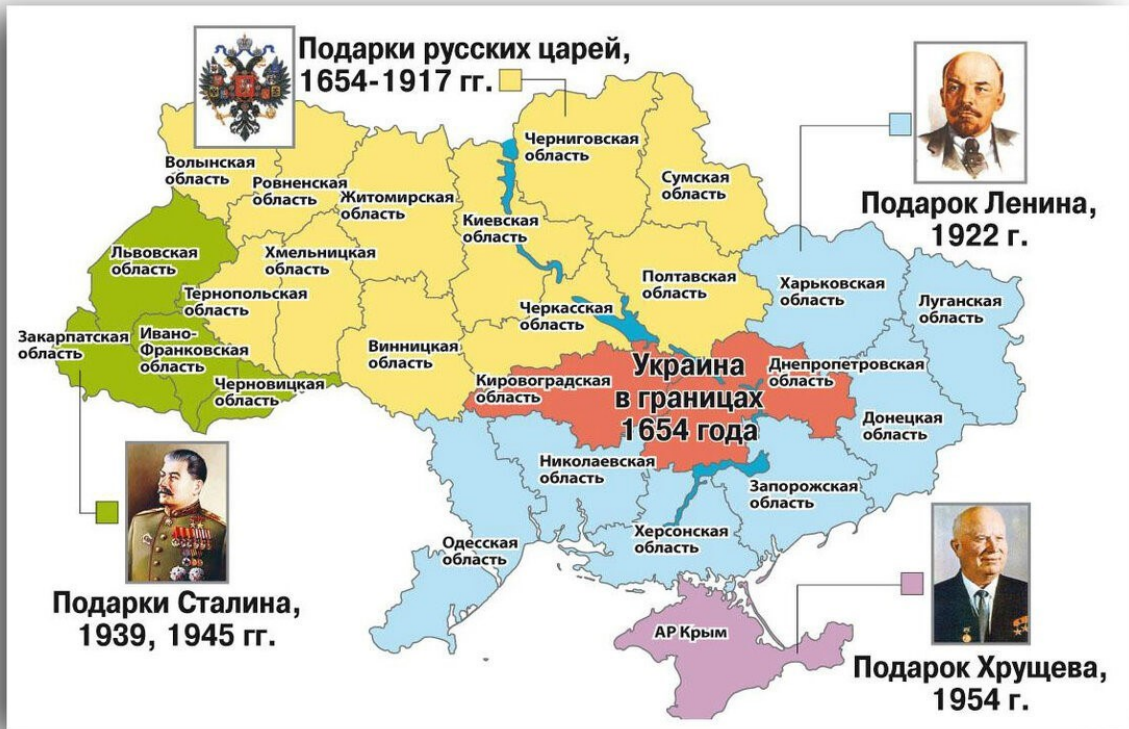 Подарки русских царей,
1654-1917 гг.
Подарок Ленина,
1922 г.
Волынская
область
Ровненская
область
Житомирская
область
Черниговская
область
Сумская
область
Киевская
область
Львовская
область
Хмельницкая
область
Тернопольская
область
Полтавская
область
Харьковская
область
Луганская
область
Черкасская
область
Закарпатская
область
Ивано-
Франковская
область
Винницкая
область
Черновицкая
область
Кировоградская
область
Украина
в границах
1654 года
Днепропетровская
область
Донецкая
область
Николаевская
область
Запорожская
область
Одесская
область
Херсонская
область
АР Крым
Подарки Сталина,
1939, 1945 гг.
Подарок Хрущева,
1954 г.